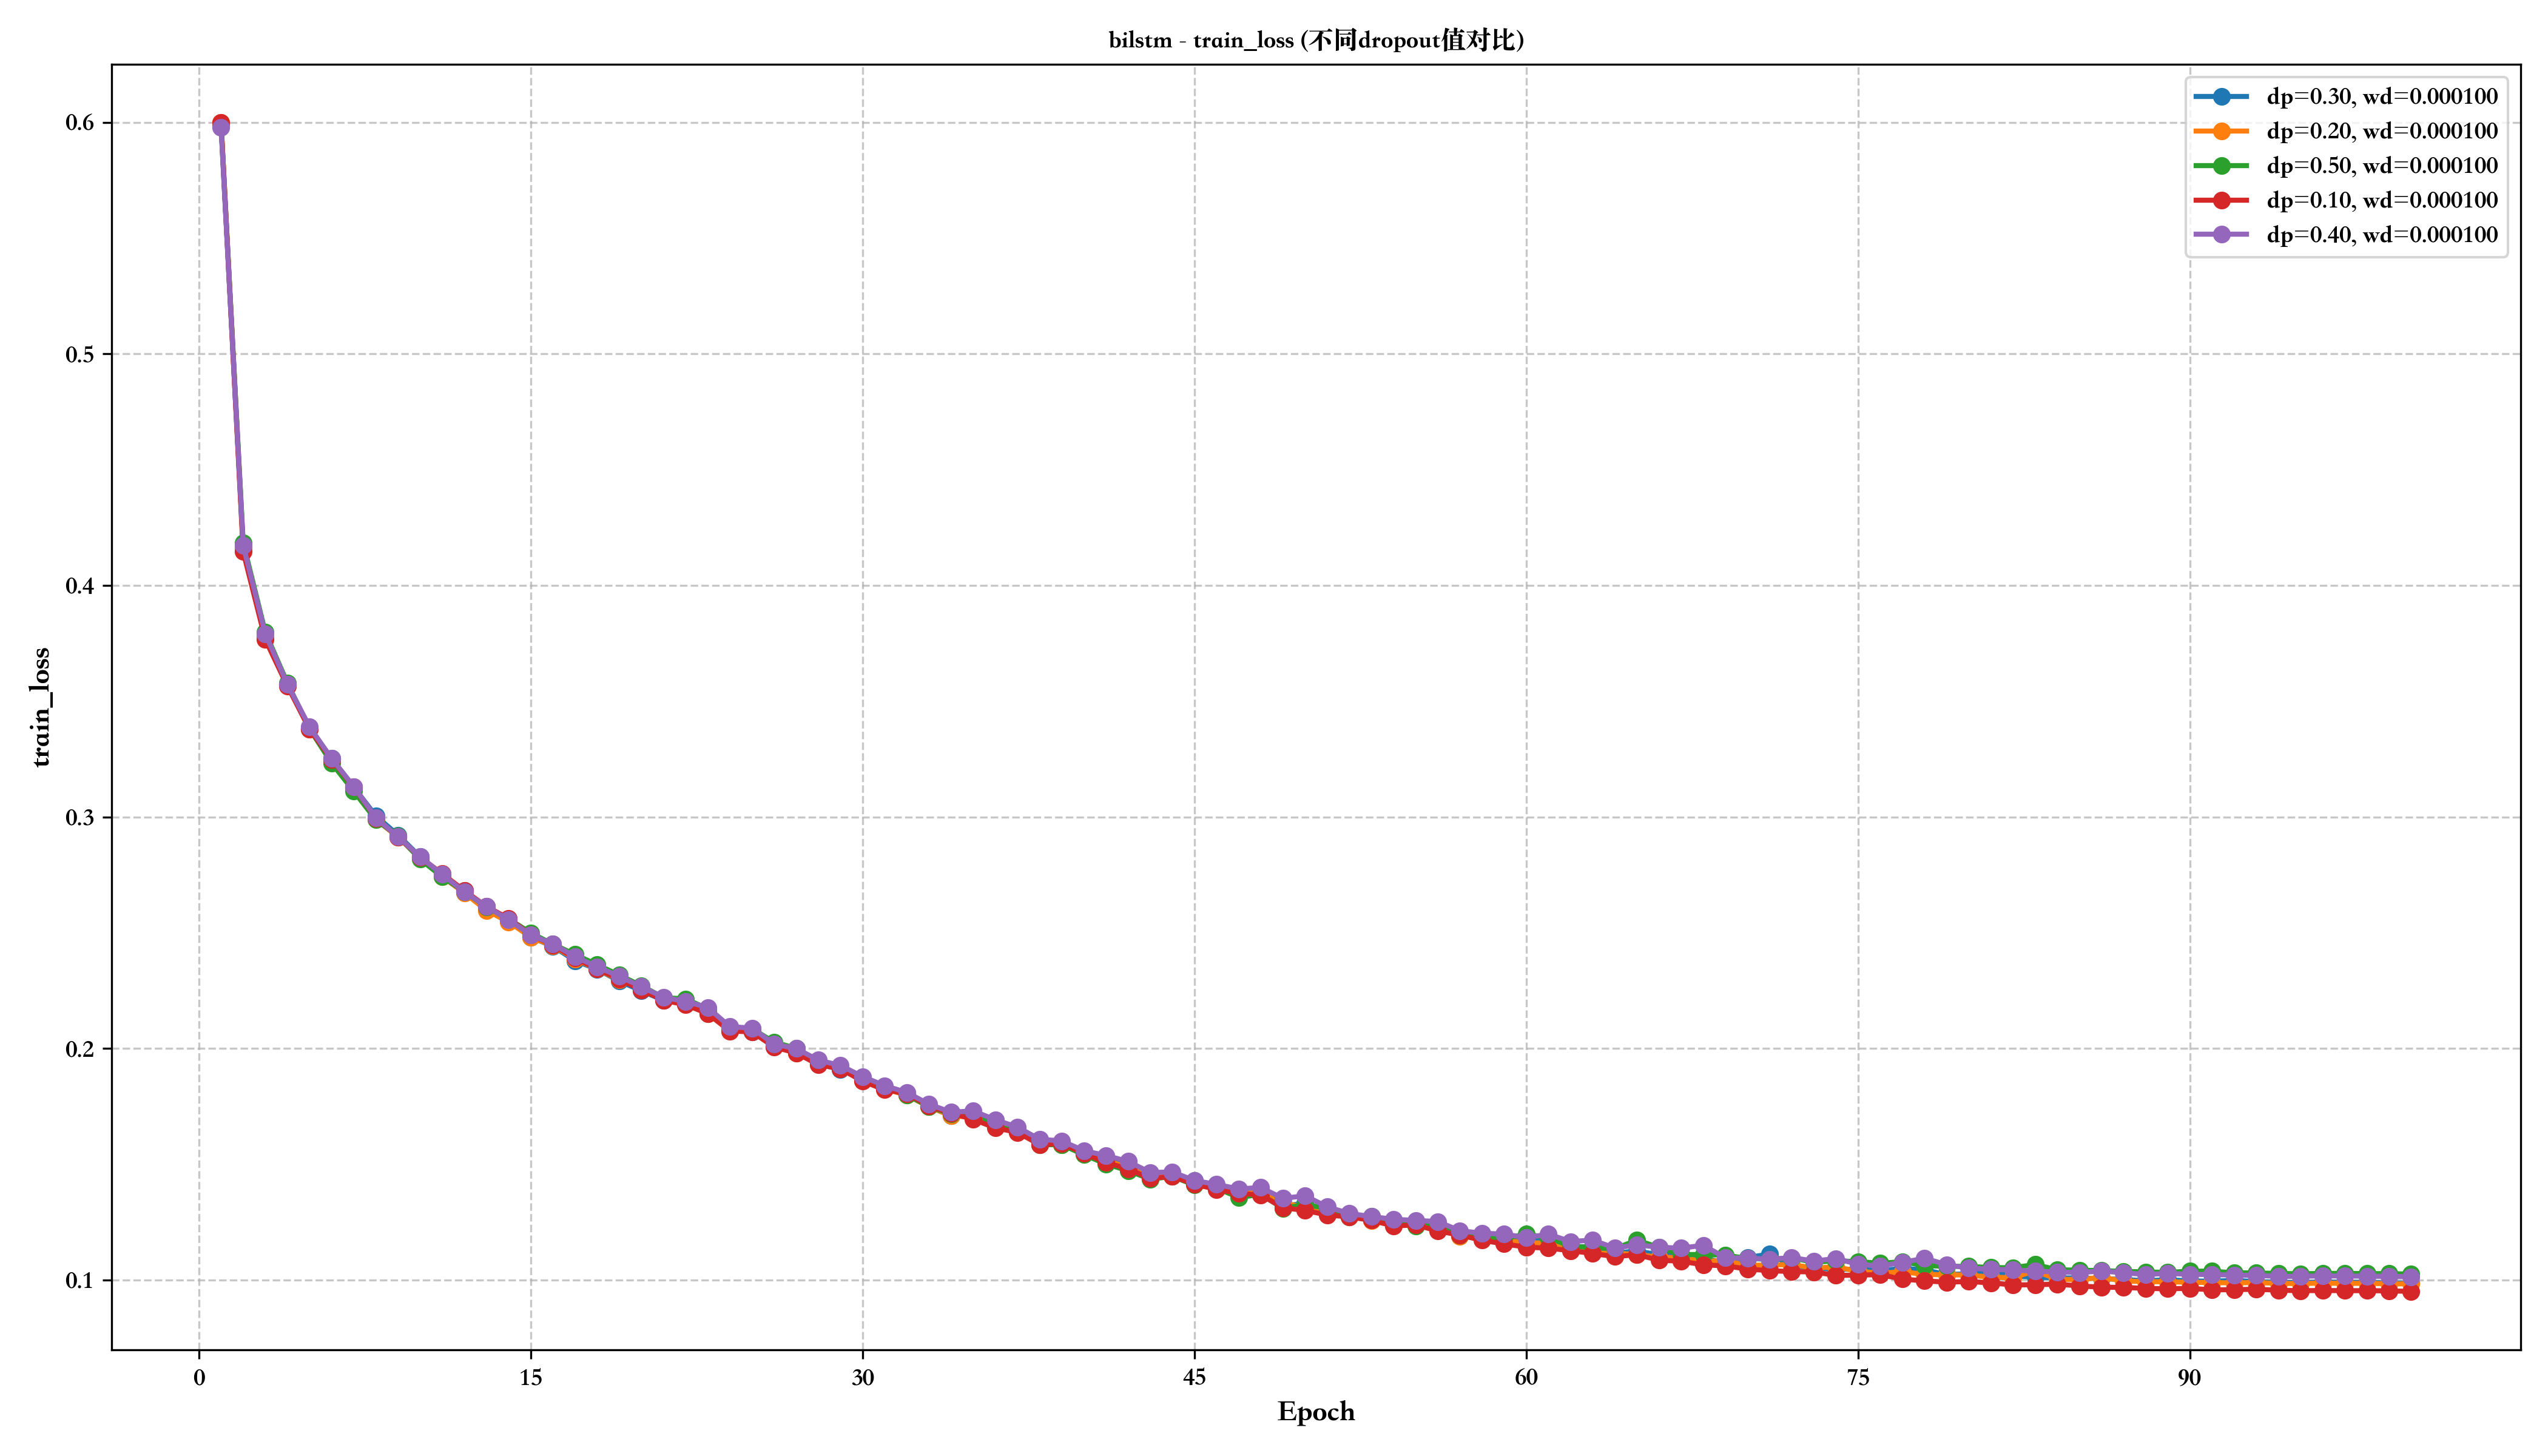 bilstm - train_loss (不同dropout值对比)
dp=0.30, wd=0.000100
dp=0.20, wd=0.000100
dp=0.50, wd=0.000100
dp=0.10, wd=0.000100
dp=0.40, wd=0.000100
train_loss
0.6
0.5
0.4
0.3
0.2
0.1
0 15 30 45 60 75 90
Epoch